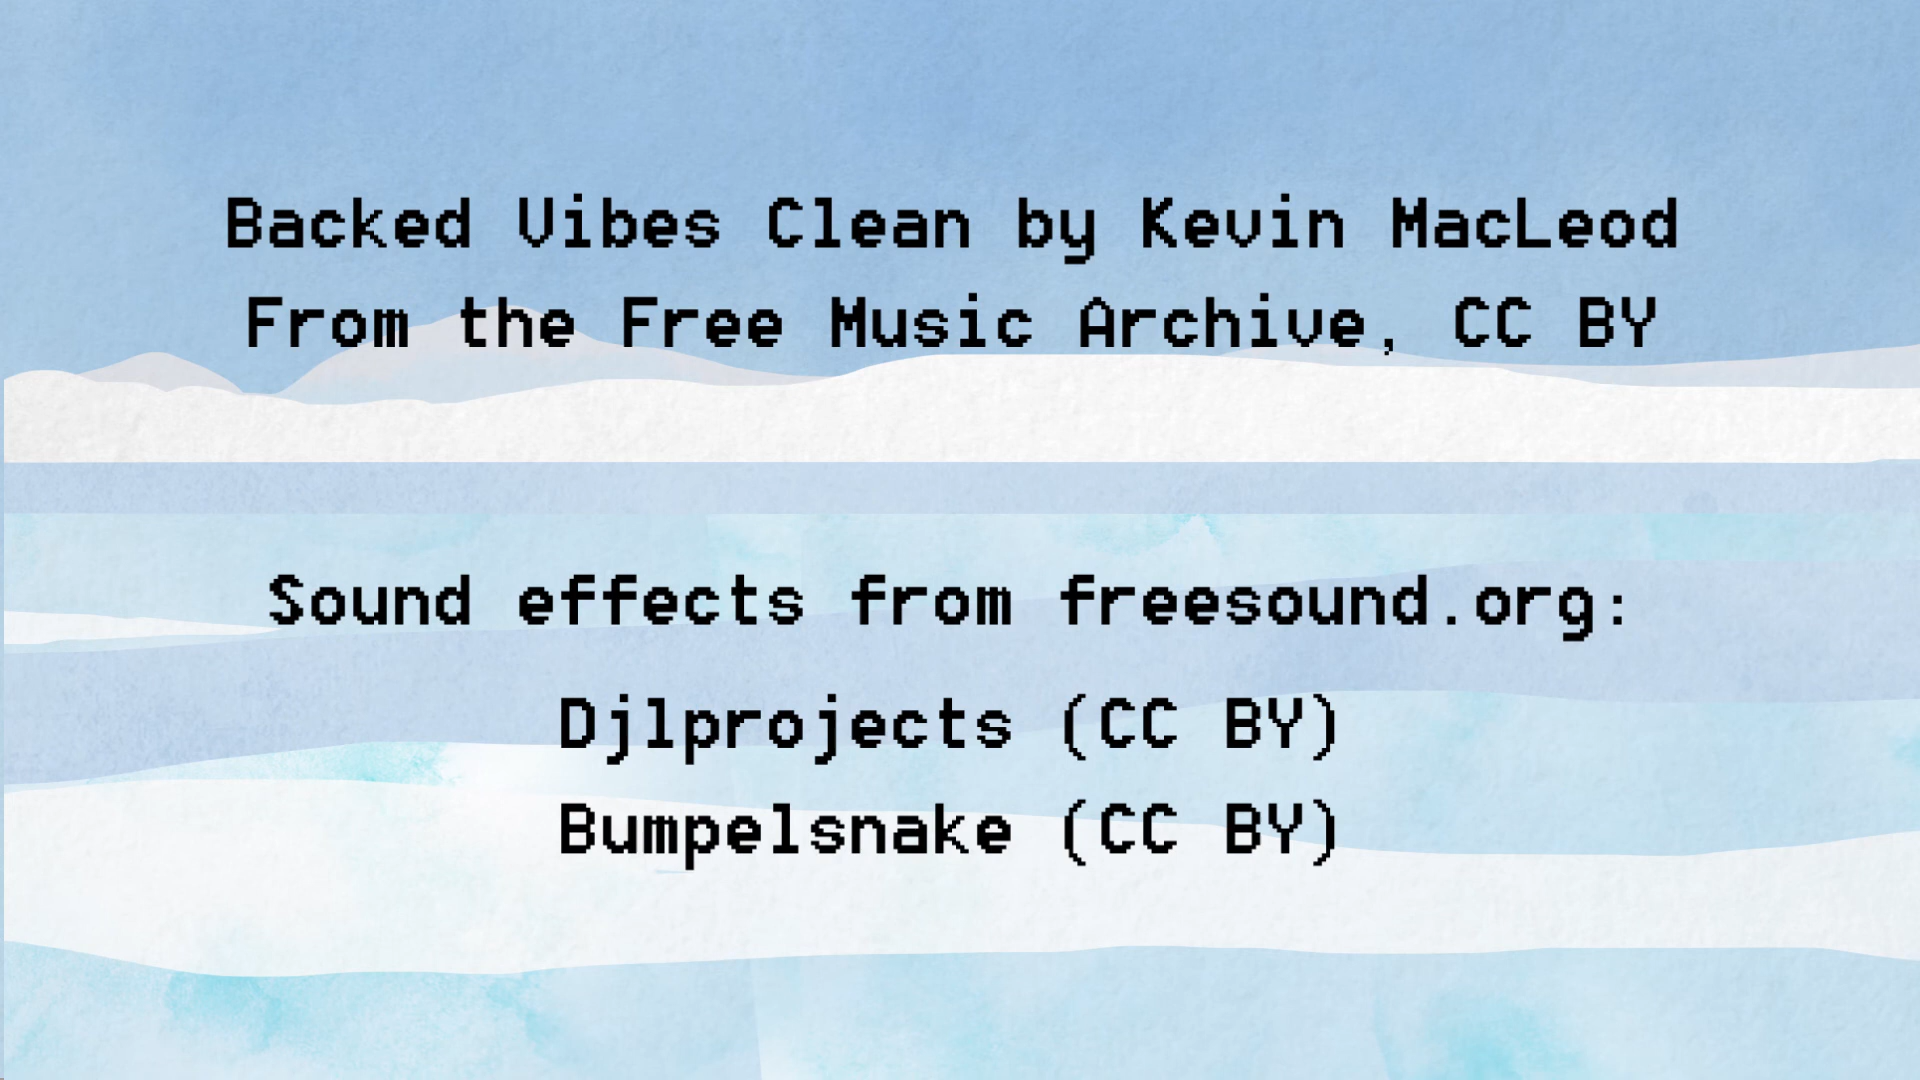 Backed Vibes Clean by Kevin MacLeod
From the Free Music Archive, CC BY
Sound effects from freesound.org:
Djlprojects (CC BY)
Bumpelsnake (CC BY)